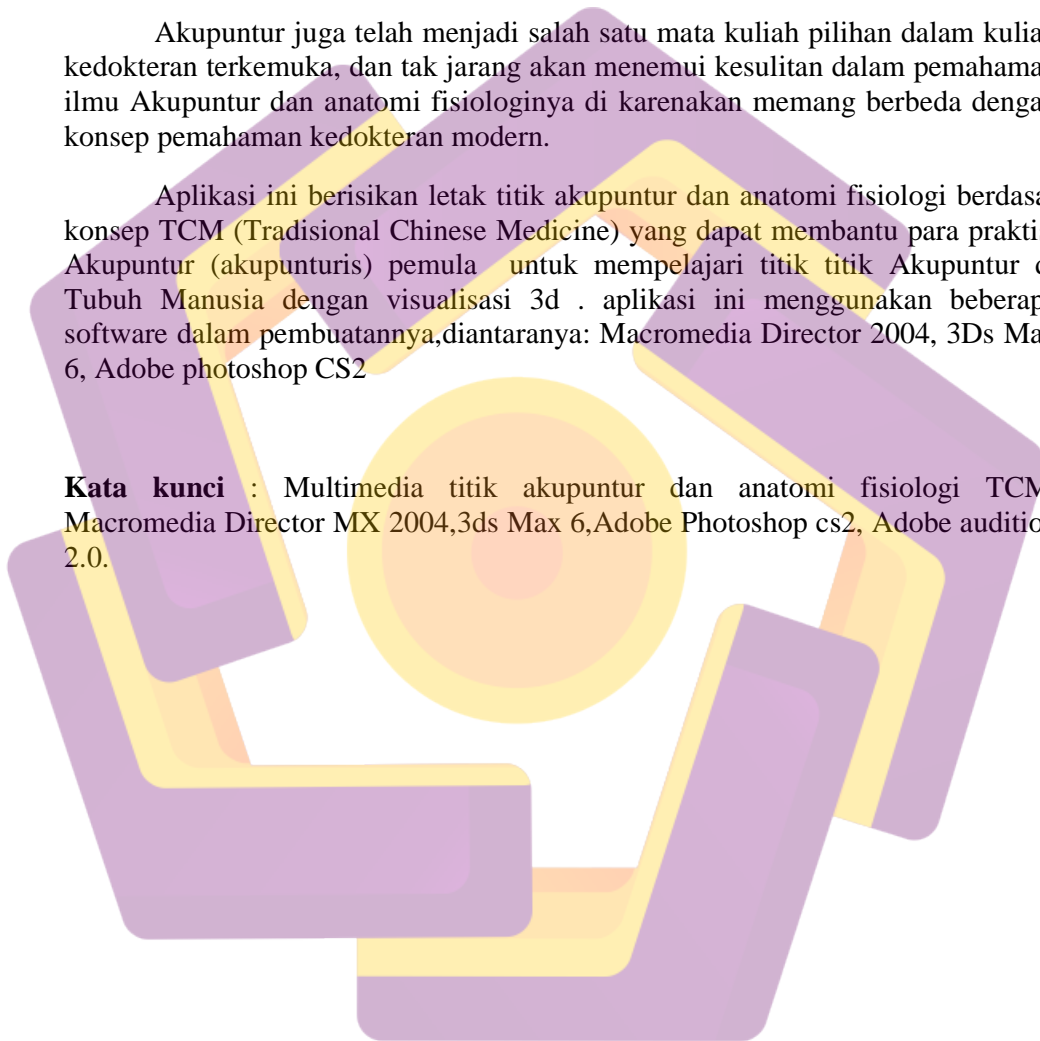 Akupuntur juga telah menjadi salah satu mata kuliah pilihan dalam kulia
kedokteran terkemuka, dan tak jarang akan menemui kesulitan dalam pemahama
ilmu Akupuntur dan anatomi fisiologinya di karenakan memang berbeda denga
konsep pemahaman kedokteran modern.
Aplikasi ini berisikan letak titik akupuntur dan anatomi fisiologi berdasa
konsep TCM (Tradisional Chinese Medicine) yang dapat membantu para prakti
Akupuntur (akupunturis) pemula untuk mempelajari titik titik Akupuntur d
Tubuh Manusia dengan visualisasi 3d . aplikasi ini menggunakan beberap
software dalam pembuatannya,diantaranya: Macromedia Director 2004, 3Ds Ma
6, Adobe photoshop CS2
Kata kunci : Multimedia titik akupuntur dan anatomi fisiologi TCM
Macromedia Director MX 2004,3ds Max 6,Adobe Photoshop cs2, Adobe auditio
2.0.